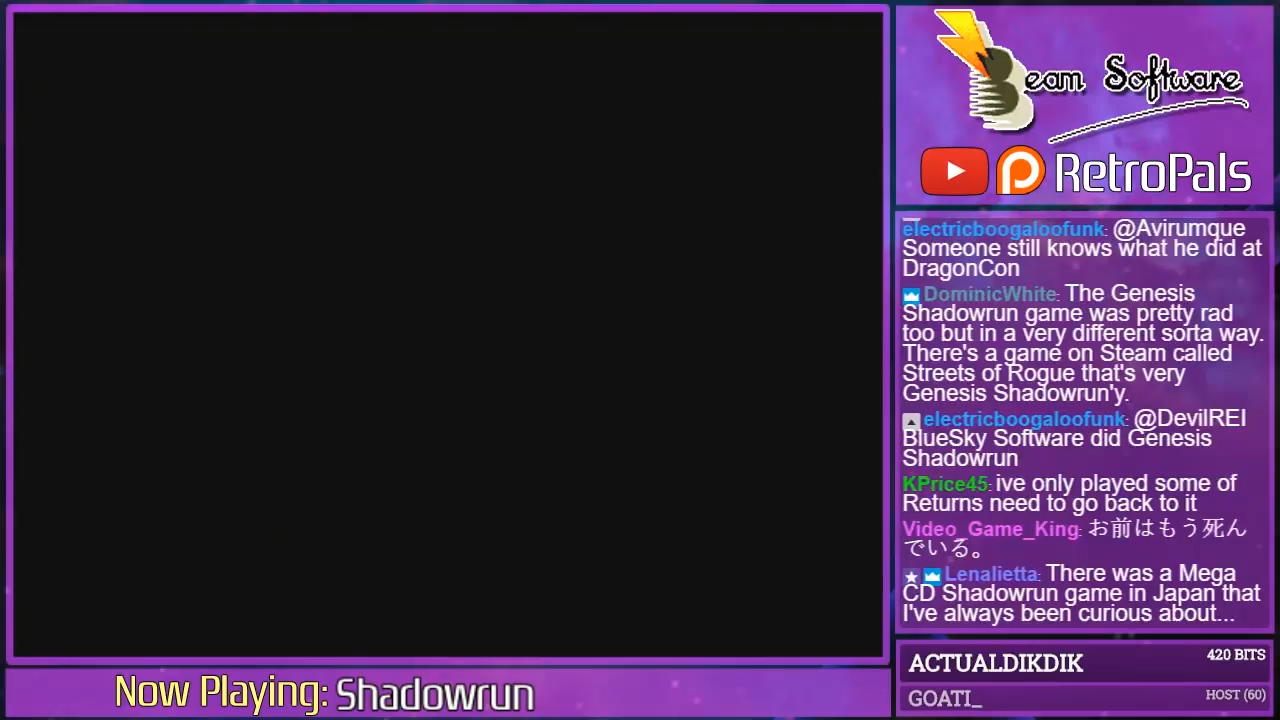 Beam Software
RetroPals
electricboogaloofunk: @Avirumque
Someone still knows what he did at
DragonCon
DominicWhite: The Genesis
Shadowrun game was pretty rad
too but in a very different sorta way.
There's a game on Steam called
Streets of Rogue that's very
Genesis Shadowrun'y.
electricboogaloofunk: @DevilREI
BlueSky Software did Genesis
Shadowrun
KPrice45: ive only played some of
Returns need to go back to it
Video_Game_King: お前はもう死ん
でいる。
Lenalietta: There was a Mega
CD Shadowrun game in Japan that
I've always been curious about...
ACTUALDIKDIK 420 BITS
GOATI_ HOST (60)
Now Playing: Shadowrun